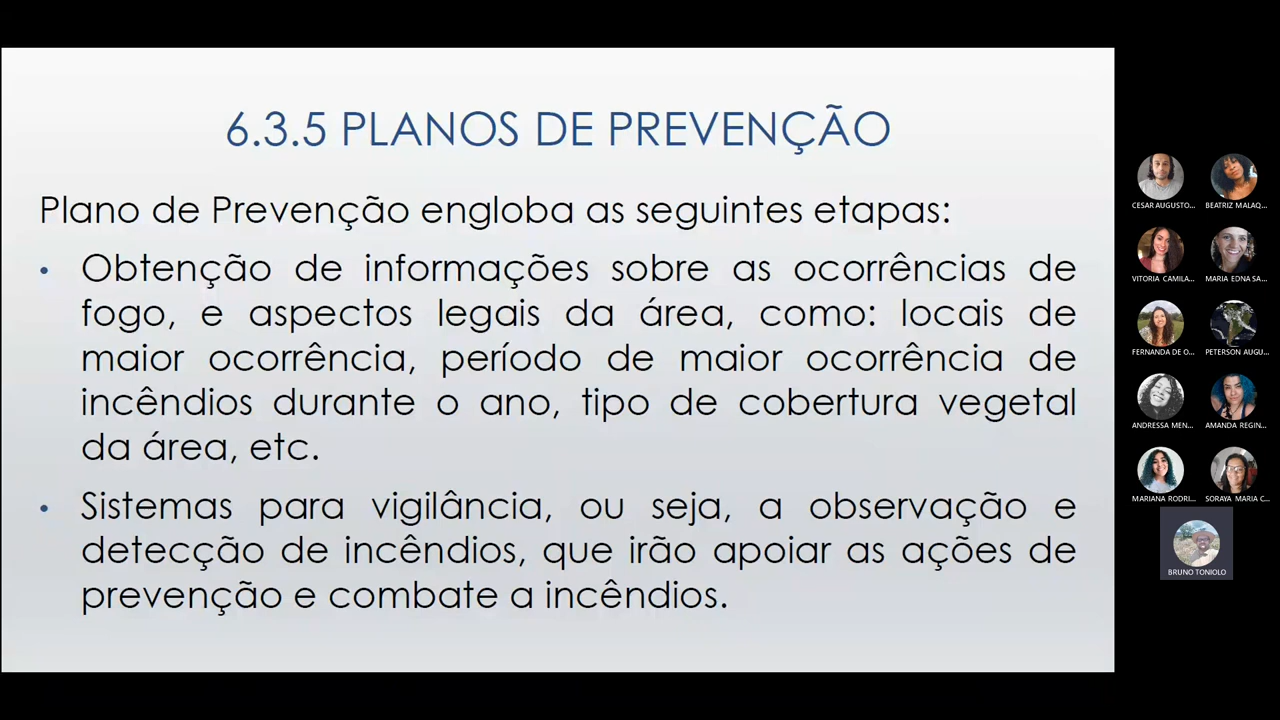 6.3.5 PLANOS DE PREVENÇÃO
Plano de Prevenção engloba as seguintes etapas:
• Obtenção de informações sobre as ocorrências de
fogo, e aspectos legais da área, como: locais de
maior ocorrência, período de maior ocorrência de
incêndios durante o ano, tipo de cobertura vegetal
da área, etc.
• Sistemas para vigilância, ou seja, a observação e
detecção de incêndios, que irão apoiar as ações de
prevenção e combate a incêndios.
CESAR AUGUSTO...
BEATRIZ MALAQ...
VITORIA CAMILA...
MARIA EDNA SA...
FERNANDA DE O...
PETERSON AUGU...
ANDRESSA MEN...
AMANDA REGIN...
MARIANA RODRI...
SORAYA MARIA C...
BRUNO TONIOLO